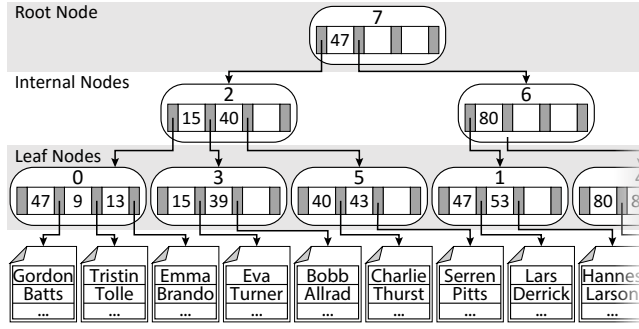 Root Node
7
47
Internal Nodes
2
6
15 40
80
Leaf Nodes
0
3
5
1
47 9 13
15 39
40 43
47 53
80
Gordon Batts ...
Tristin Tolle ...
Emma Brando ...
Eva Turner ...
Bobb Allrad ...
Charlie Thurst ...
Serren Pitts ...
Lars Derrick ...
Hannes Larson ...